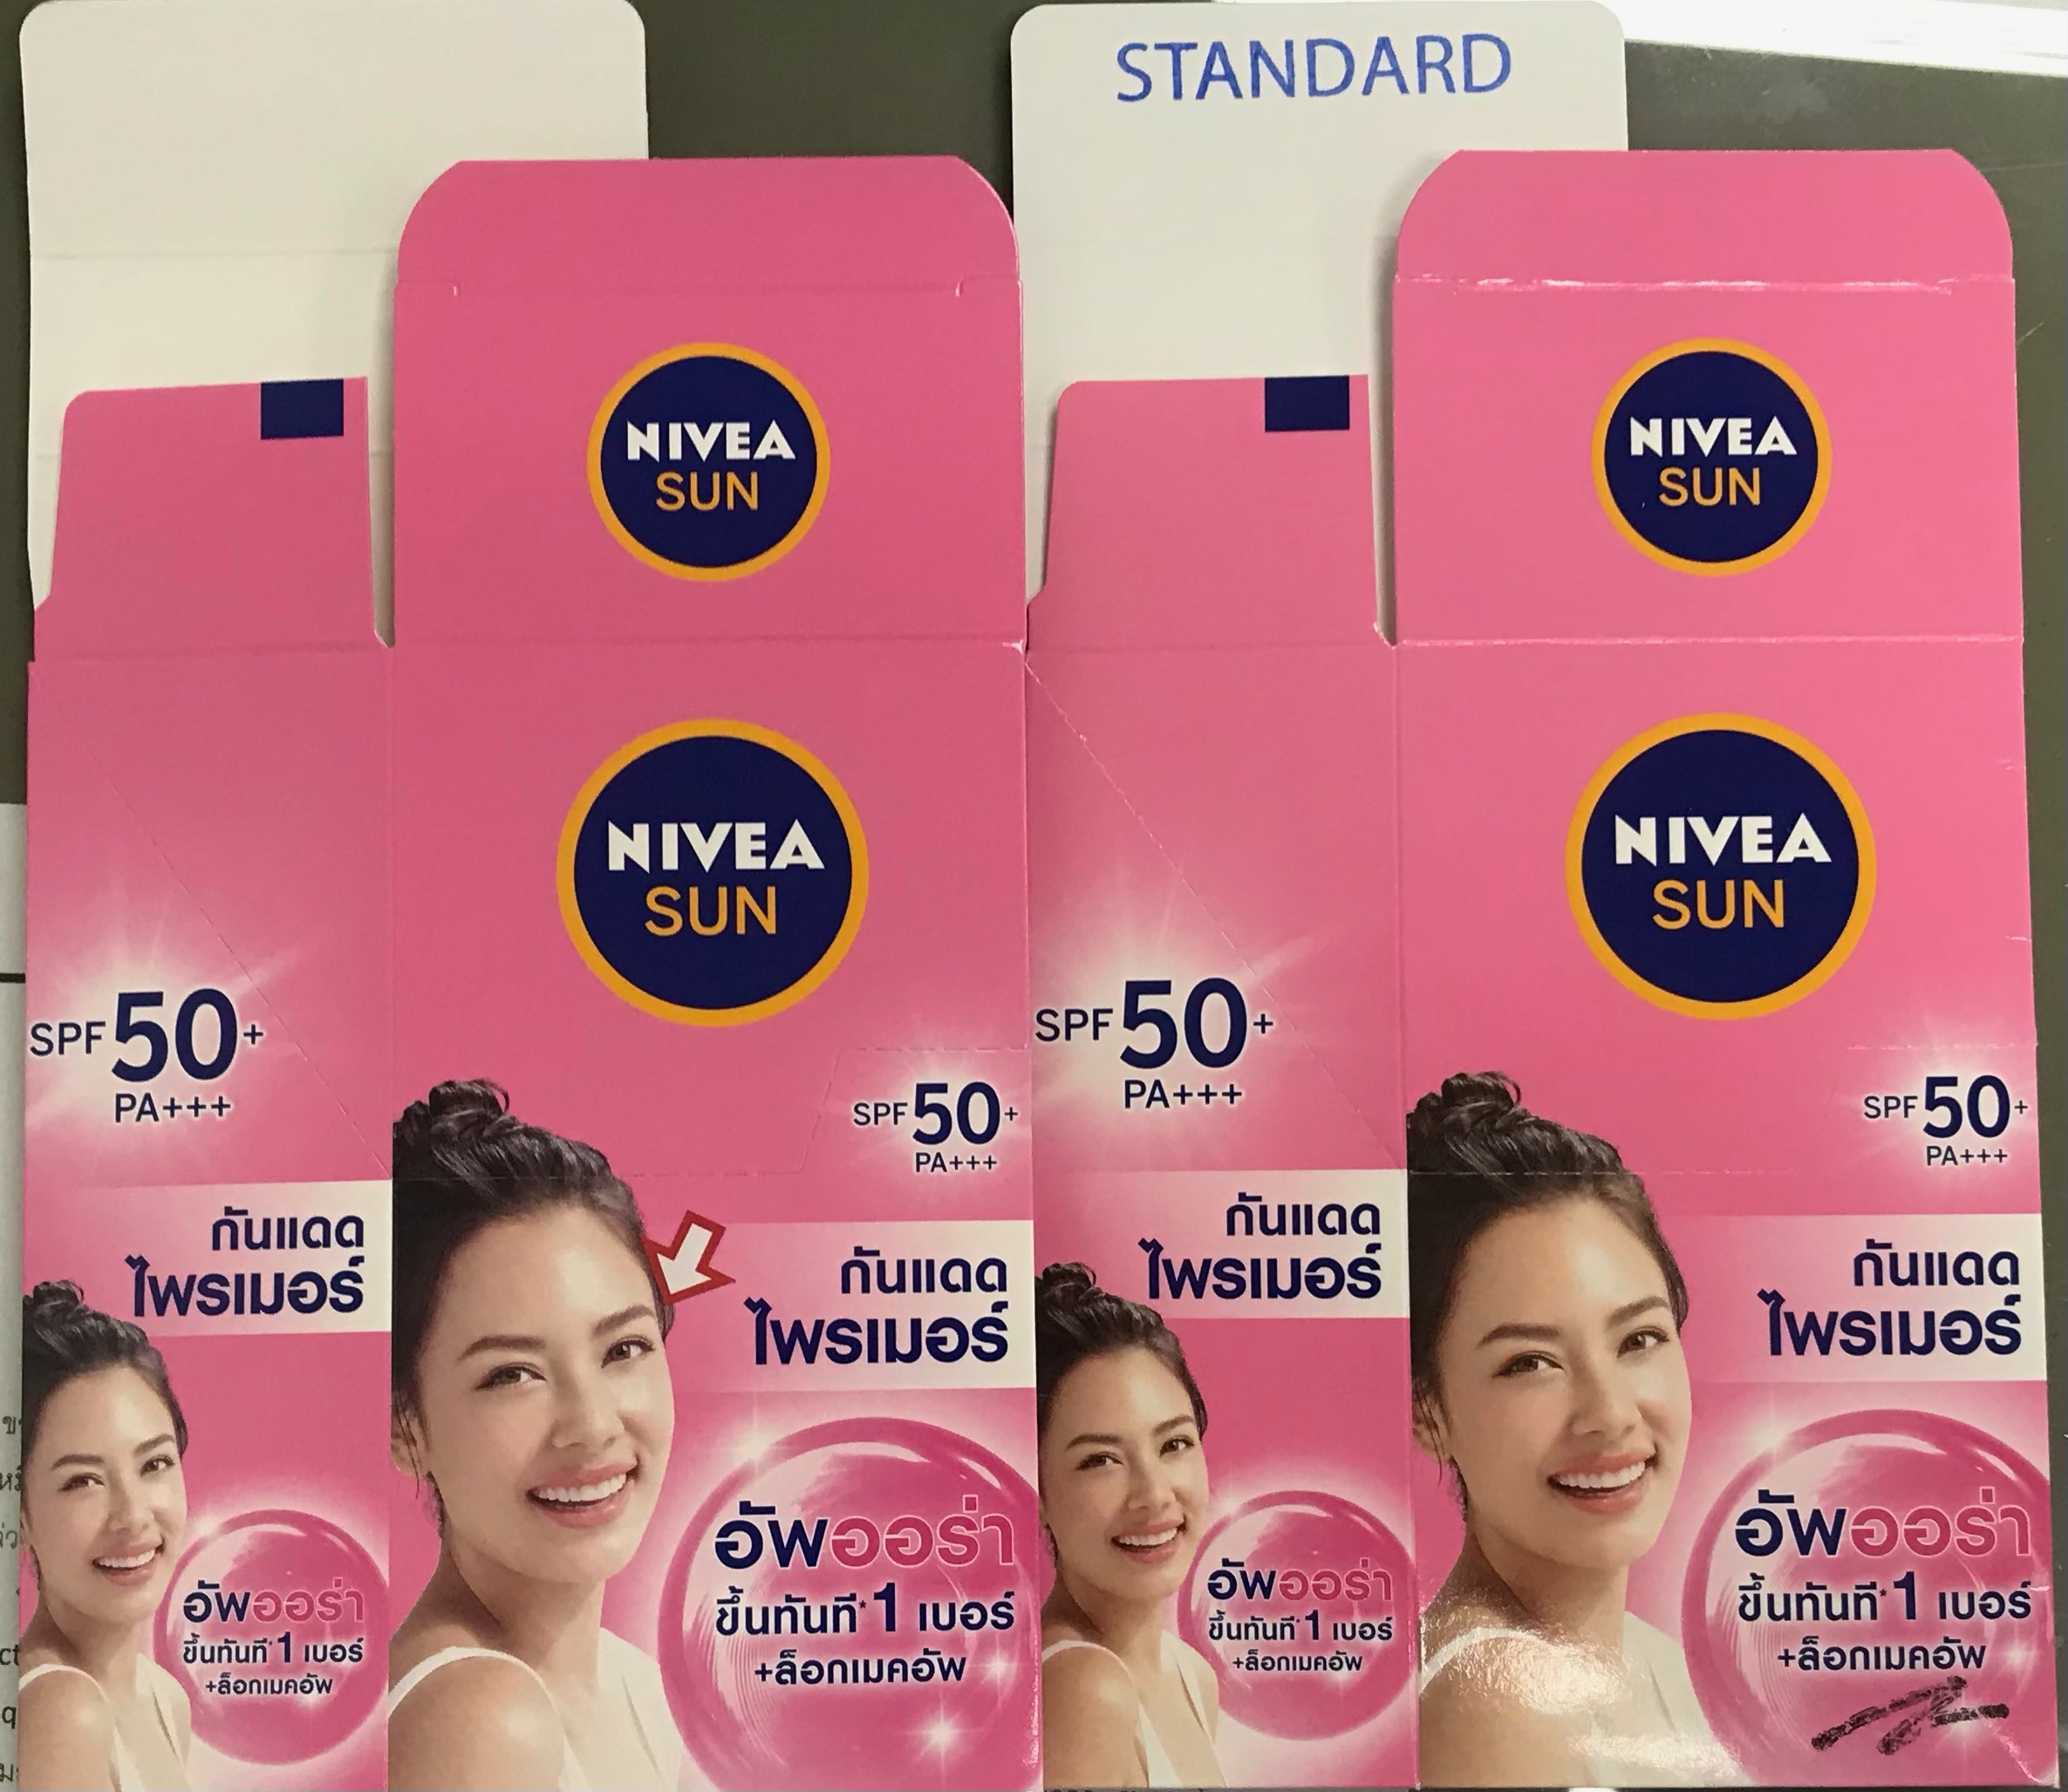 STANDARD
NIVEA
SUN
NIVEA
SUN
SPF 50+
PA+++
กันแดด
ไพรเมอร์
อัพออร่า
ขึ้นทันที* 1 เบอร์
+ล็อกเมคอัพ
NIVEA
SUN
SPF 50+
PA+++
กันแดด
ไพรเมอร์
อัพออร่า
ขึ้นทันที* 1 เบอร์
+ล็อกเมคอัพ
NIVEA
SUN
SPF 50+
PA+++
กันแดด
ไพรเมอร์
อัพออร่า
ขึ้นทันที* 1 เบอร์
+ล็อกเมคอัพ
NIVEA
SUN
SPF 50+
PA+++
กันแดด
ไพรเมอร์
อัพออร่า
ขึ้นทันที* 1 เบอร์
+ล็อกเมคอัพ